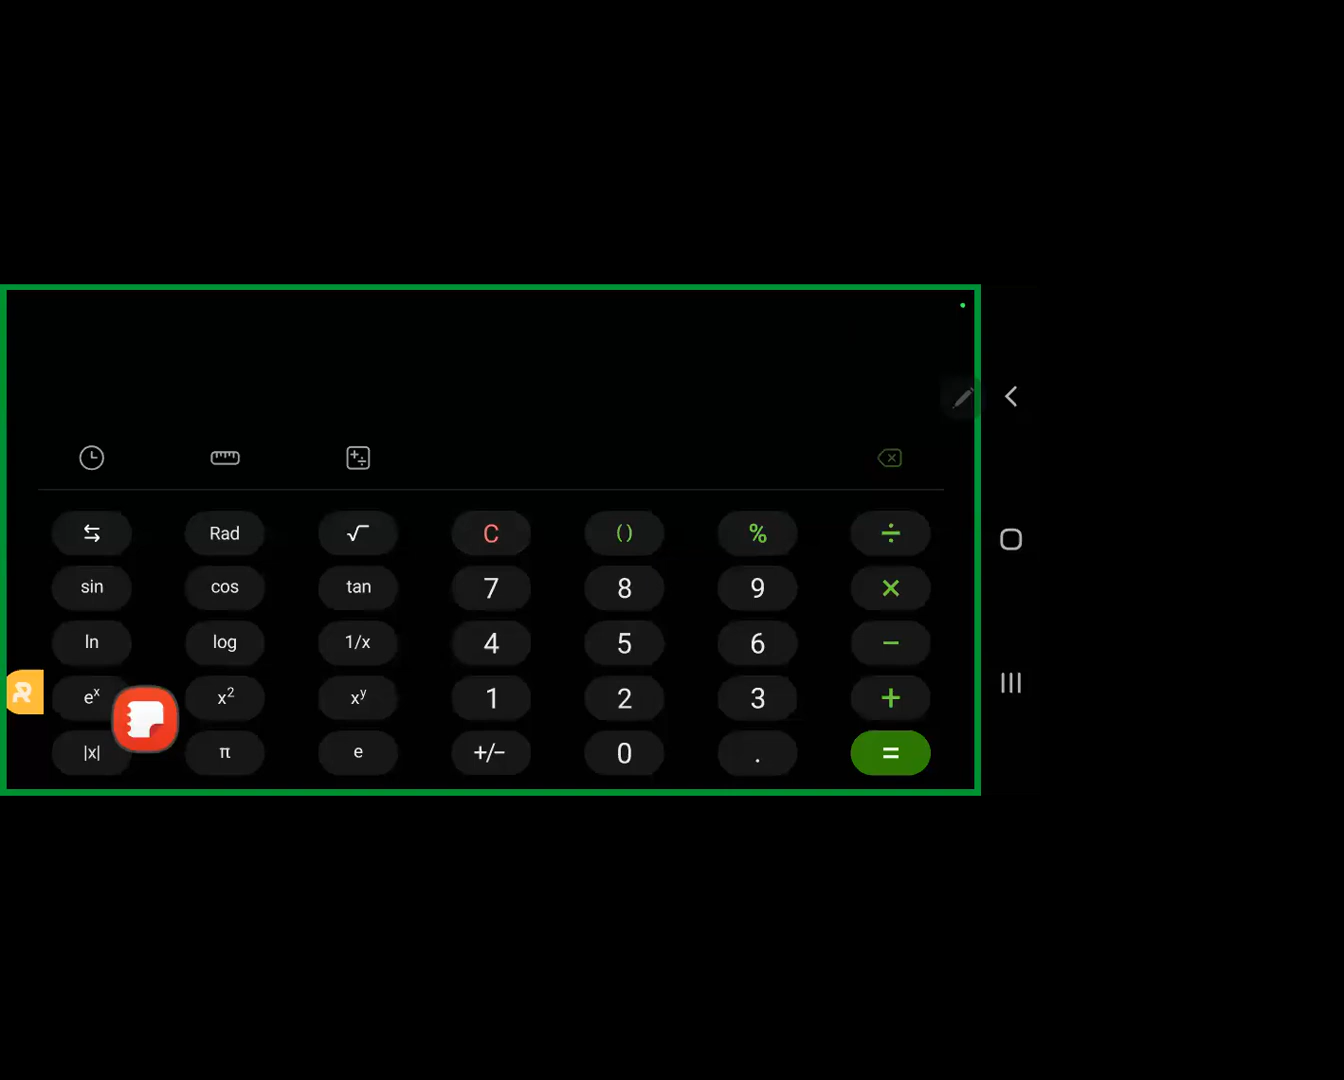 Rad √ C ( ) % ÷
sin cos tan 7 8 9 ×
ln log 1/x 4 5 6 −
eˣ x² xʸ 1 2 3 +
|x| π e +/− 0 . =